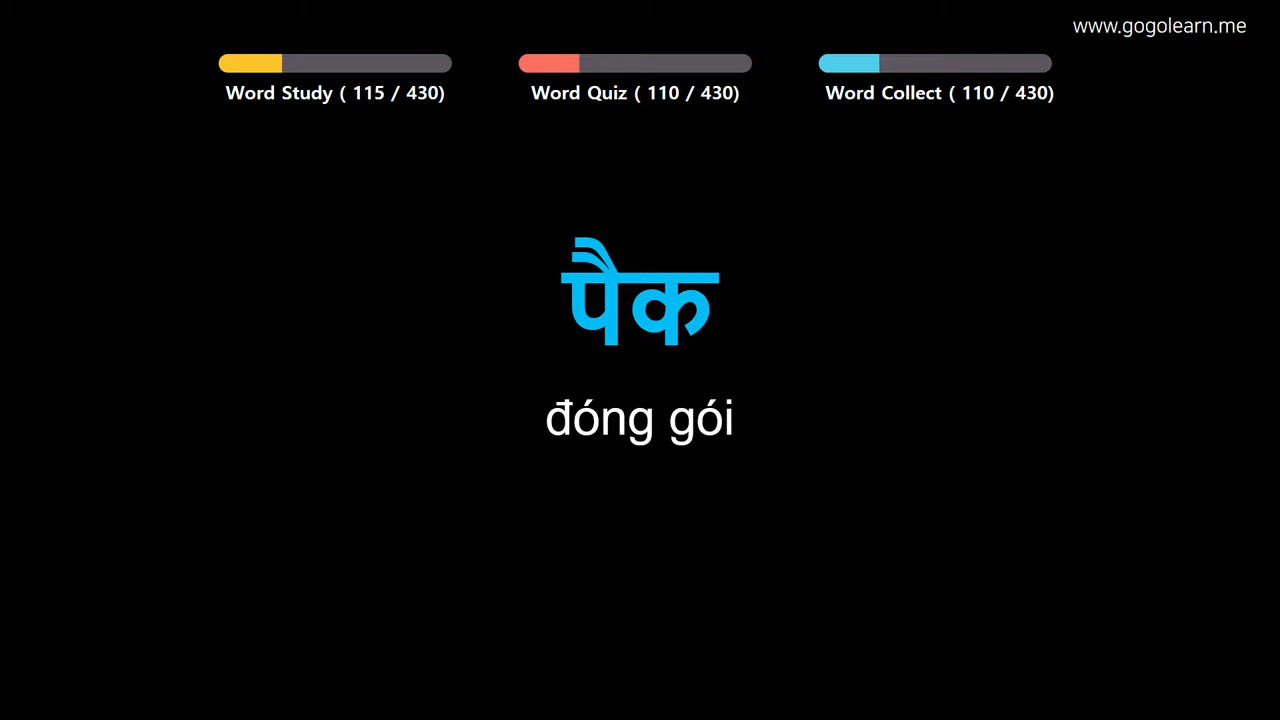 www.gogolearn.me
Word Study ( 115 / 430)
Word Quiz ( 110 / 430)
Word Collect ( 110 / 430)
पैक
đóng gói